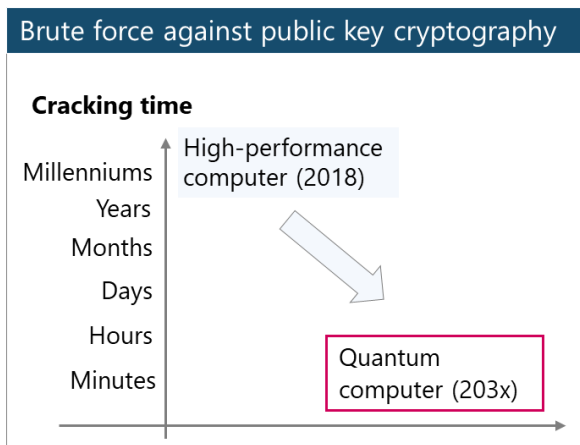 Brute force against public key cryptography
Cracking time
High-performance
computer (2018)
Millenniums
Years
Months
Days
Hours
Minutes
Quantum
computer (203x)